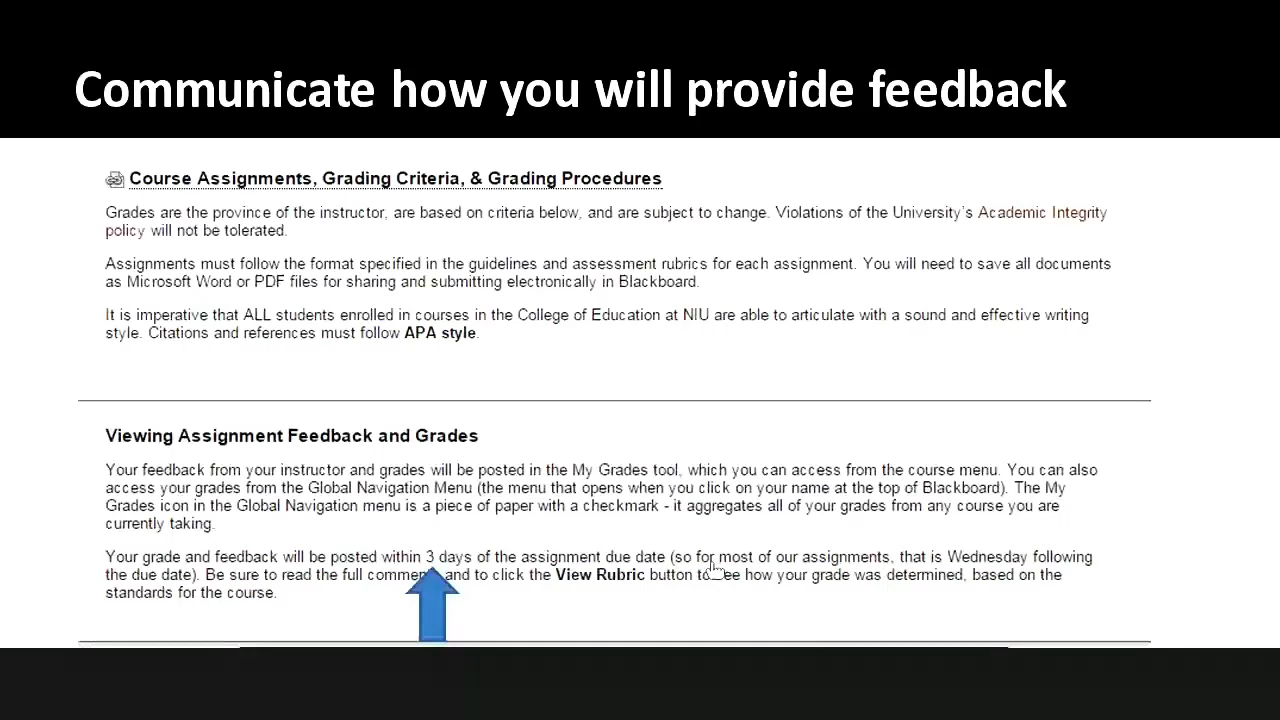 Communicate how you will provide feedback
Course Assignments, Grading Criteria, & Grading Procedures
Grades are the province of the instructor, are based on criteria below, and are subject to change. Violations of the University's Academic Integrity
policy will not be tolerated.
Assignments must follow the format specified in the guidelines and assessment rubrics for each assignment. You will need to save all documents
as Microsoft Word or PDF files for sharing and submitting electronically in Blackboard.
It is imperative that ALL students enrolled in courses in the College of Education at NIU are able to articulate with a sound and effective writing
style. Citations and references must follow APA style.
Viewing Assignment Feedback and Grades
Your feedback from your instructor and grades will be posted in the My Grades tool, which you can access from the course menu. You can also
access your grades from the Global Navigation Menu (the menu that opens when you click on your name at the top of Blackboard). The My
Grades icon in the Global Navigation menu is a piece of paper with a checkmark - it aggregates all of your grades from any course you are
currently taking.
Your grade and feedback will be posted within 3 days of the assignment due date (so for most of our assignments, that is Wednesday following
the due date). Be sure to read the full comments and to click the View Rubric button to see how your grade was determined, based on the
standards for the course.